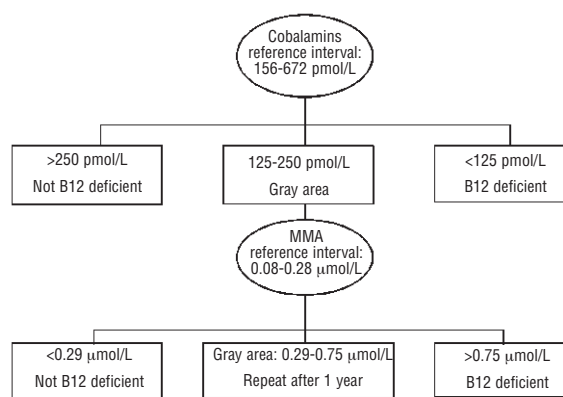 Cobalamins
reference interval:
156-672 pmol/L
>250 pmol/L
Not B12 deficient
125-250 pmol/L
Gray area
<125 pmol/L
B12 deficient
MMA
reference interval:
0.08-0.28 µmol/L
<0.29 µmol/L
Not B12 deficient
Gray area: 0.29-0.75 µmol/L
Repeat after 1 year
>0.75 µmol/L
B12 deficient